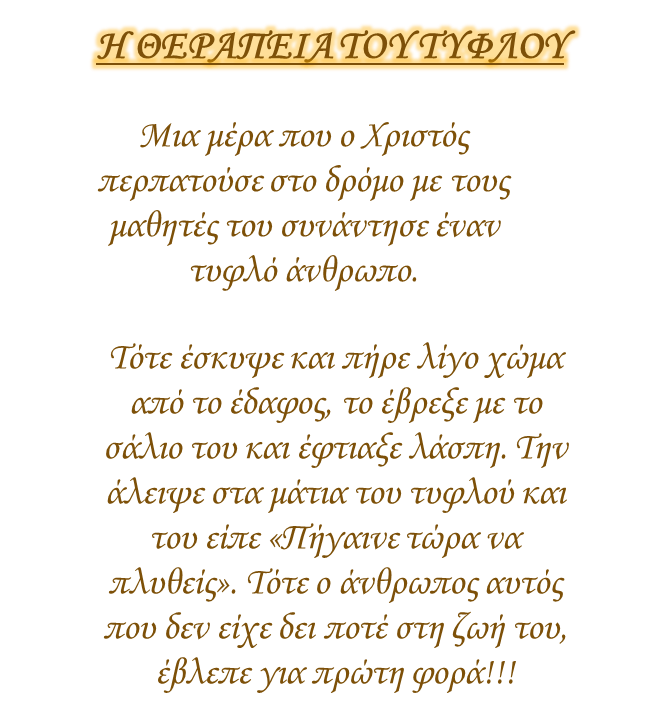 Η ΘΕΡΑΠΕΙΑ ΤΟΥ ΤΥΦΛΟΥ
Μια μέρα που ο Χριστός
περπατούσε στο δρόμο με τους
μαθητές του συνάντησε έναν
τυφλό άνθρωπο.
Τότε έσκυψε και πήρε λίγο χώμα
από το έδαφος, το έβρεξε με το
σάλιο του και έφτιαξε λάσπη. Την
άλειψε στα μάτια του τυφλού και
του είπε «Πήγαινε τώρα να
πλυθείς». Τότε ο άνθρωπος αυτός
που δεν είχε δει ποτέ στη ζωή του,
έβλεπε για πρώτη φορά!!!